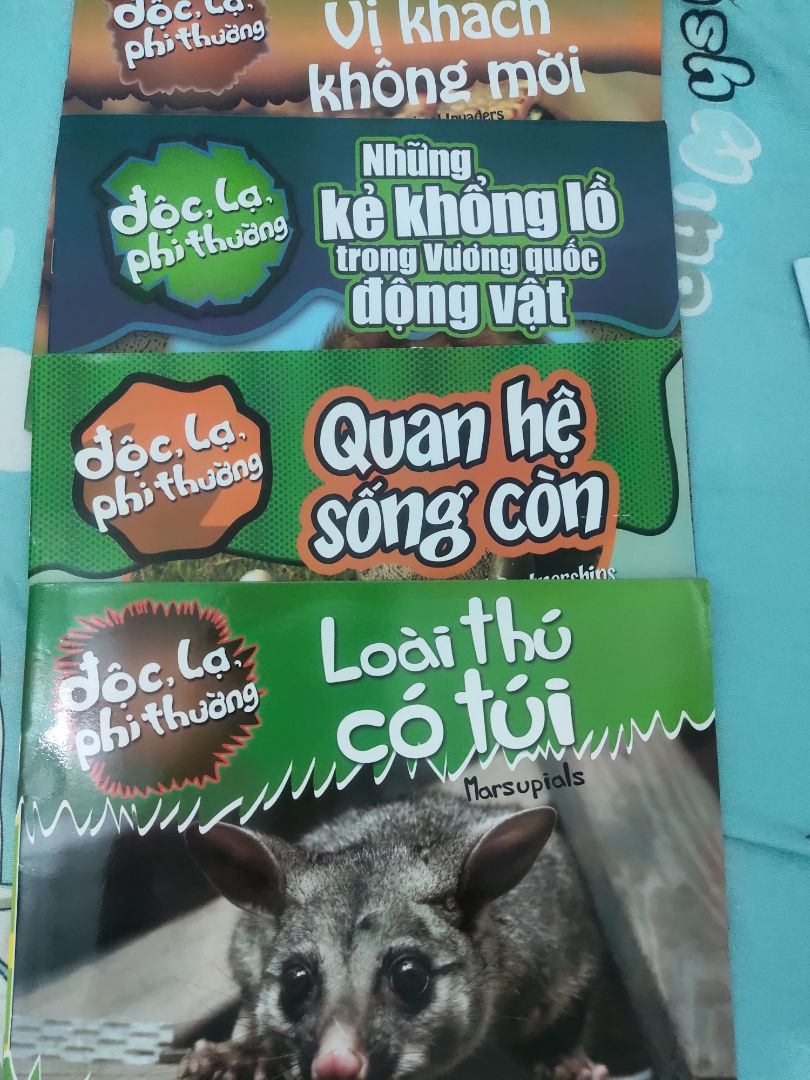 độc, lạ,
phi thường
Vị khách
không mời
Invaders
độc, lạ,
phi thường
Những
kẻ khổng lồ
trong Vương quốc
động vật
độc, lạ,
phi thường
Quan hệ
sống còn
độc, lạ,
phi thường
Loài thú
có túi
Marsupials